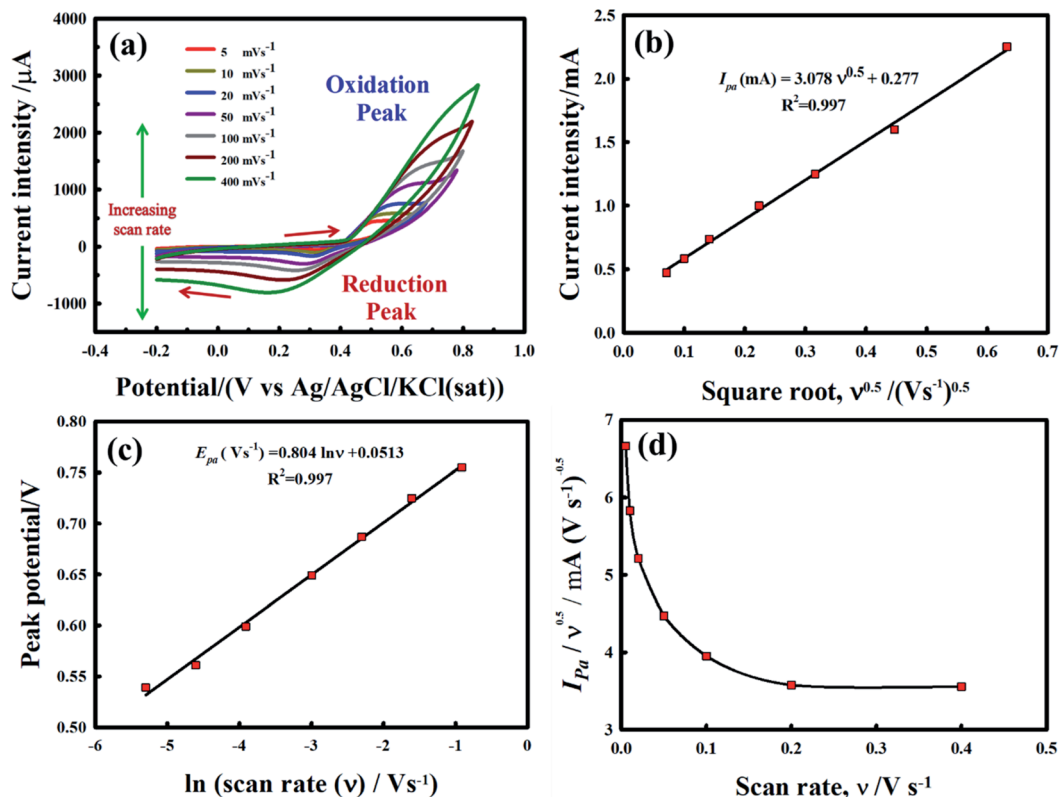 (a)
4000
3000
2000
1000
0
-1000
Current Intensity /μA
5 mVs⁻¹
10 mVs⁻¹
20 mVs⁻¹
50 mVs⁻¹
100 mVs⁻¹
200 mVs⁻¹
400 mVs⁻¹
Oxidation
Peak
Increasing
scan rate
Reduction
Peak
-0.4 -0.2 0.0 0.2 0.4 0.6 0.8 1.0
Potential/(V vs Ag/AgCl/KCl(sat))
(b)
2.5
2.0
1.5
1.0
0.5
0.0
Current intensity/mA
Iₚₐ (mA) = 3.078 ν⁰·⁵ + 0.277
R²=0.997
0.0 0.1 0.2 0.3 0.4 0.5 0.6 0.7
Square root, ν⁰·⁵ /(Vs⁻¹)⁰·⁵
(c)
0.80
0.75
0.70
0.65
0.60
0.55
0.50
Peak potential/V
Eₚₐ ( Vs⁻¹) =0.804 lnν +0.0513
R²=0.997
-6 -5 -4 -3 -2 -1 0
ln (scan rate (ν) / Vs⁻¹)
(d)
7
6
5
4
3
I_Pa / ν⁰·⁵ / mA (V s⁻¹)⁻⁰·⁵
0.0 0.1 0.2 0.3 0.4 0.5
Scan rate, ν /V s⁻¹